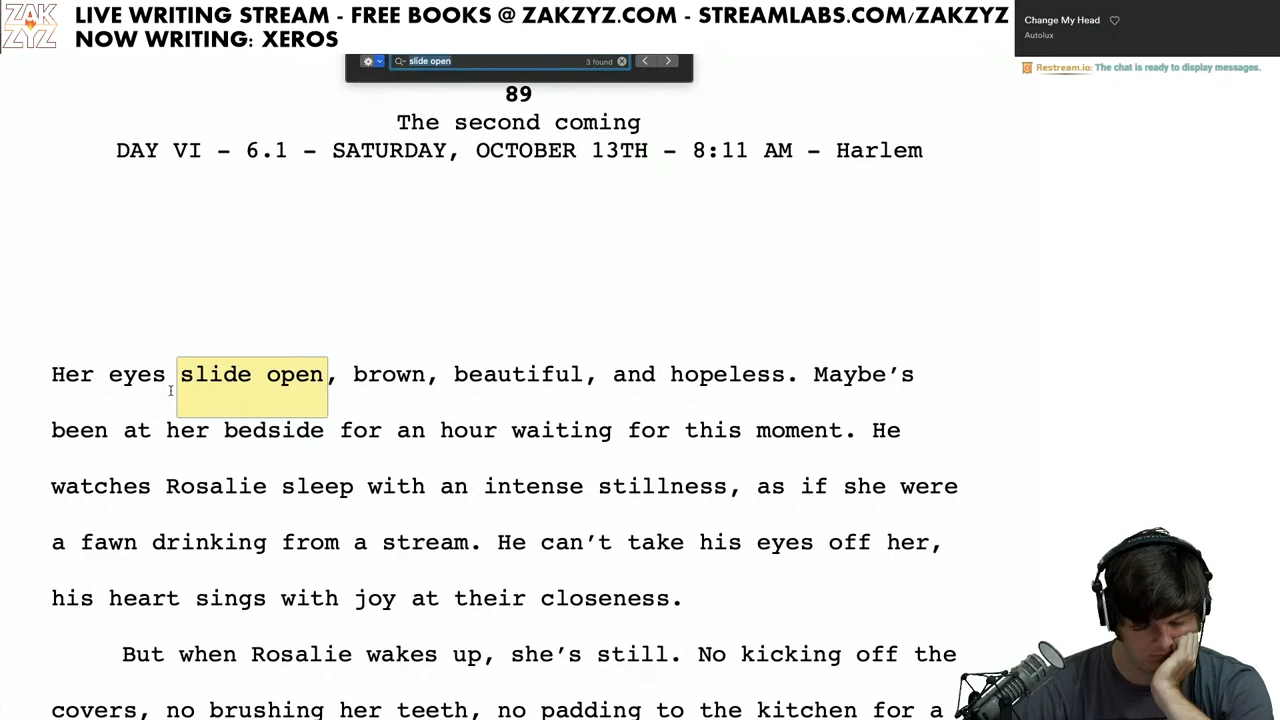 ZAK
ZYZ
LIVE WRITING STREAM - FREE BOOKS @ ZAKZYZ.COM - STREAMLABS.COM/ZAKZYZ
NOW WRITING: XEROS
Change My Head
Autolux
Restream.io: The chat is ready to display messages.
slide open
3 found
89
The second coming
DAY VI – 6.1 – SATURDAY, OCTOBER 13TH – 8:11 AM – Harlem
Her eyes slide open, brown, beautiful, and hopeless. Maybe’s
been at her bedside for an hour waiting for this moment. He
watches Rosalie sleep with an intense stillness, as if she were
a fawn drinking from a stream. He can’t take his eyes off her,
his heart sings with joy at their closeness.
But when Rosalie wakes up, she’s still. No kicking off the
covers, no brushing her teeth, no padding to the kitchen for a